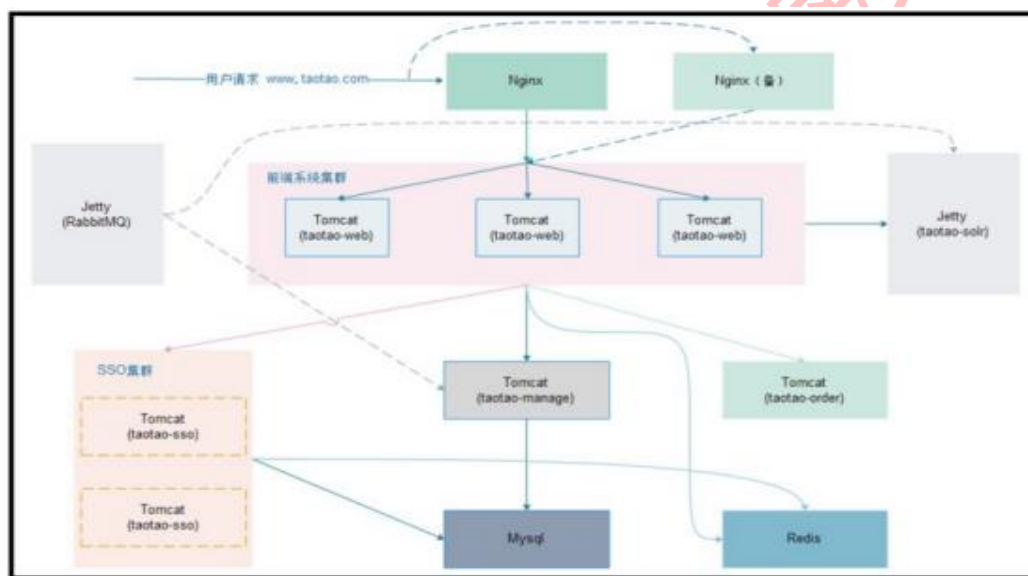 用户请求 www.taotao.com
Nginx
Nginx（备）
Jetty
(RabbitMQ)
前端系统集群
Tomcat
(taotao-web)
Tomcat
(taotao-web)
Tomcat
(taotao-web)
Jetty
(taotao-solr)
SSO集群
Tomcat
(taotao-sso)
Tomcat
(taotao-sso)
Tomcat
(taotao-manage)
Tomcat
(taotao-order)
Mysql
Redis